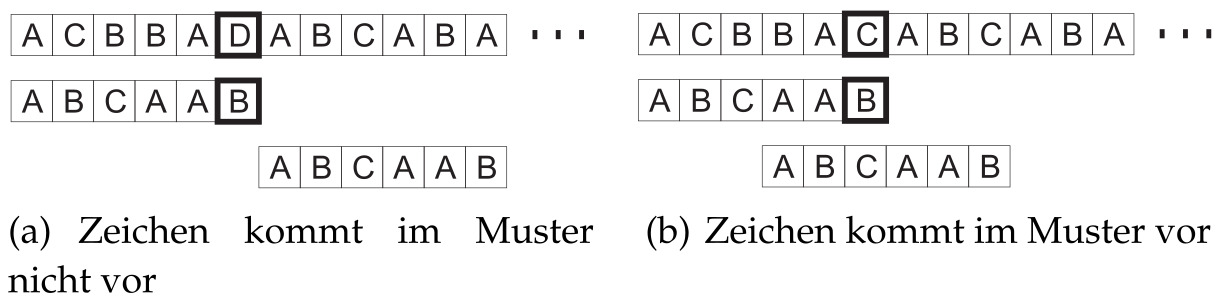 A C B B A D A B C A B A ...
A B C A A B
A B C A A B
(a) Zeichen kommt im Muster
nicht vor
A C B B A C A B C A B A ...
A B C A A B
A B C A A B
(b) Zeichen kommt im Muster vor